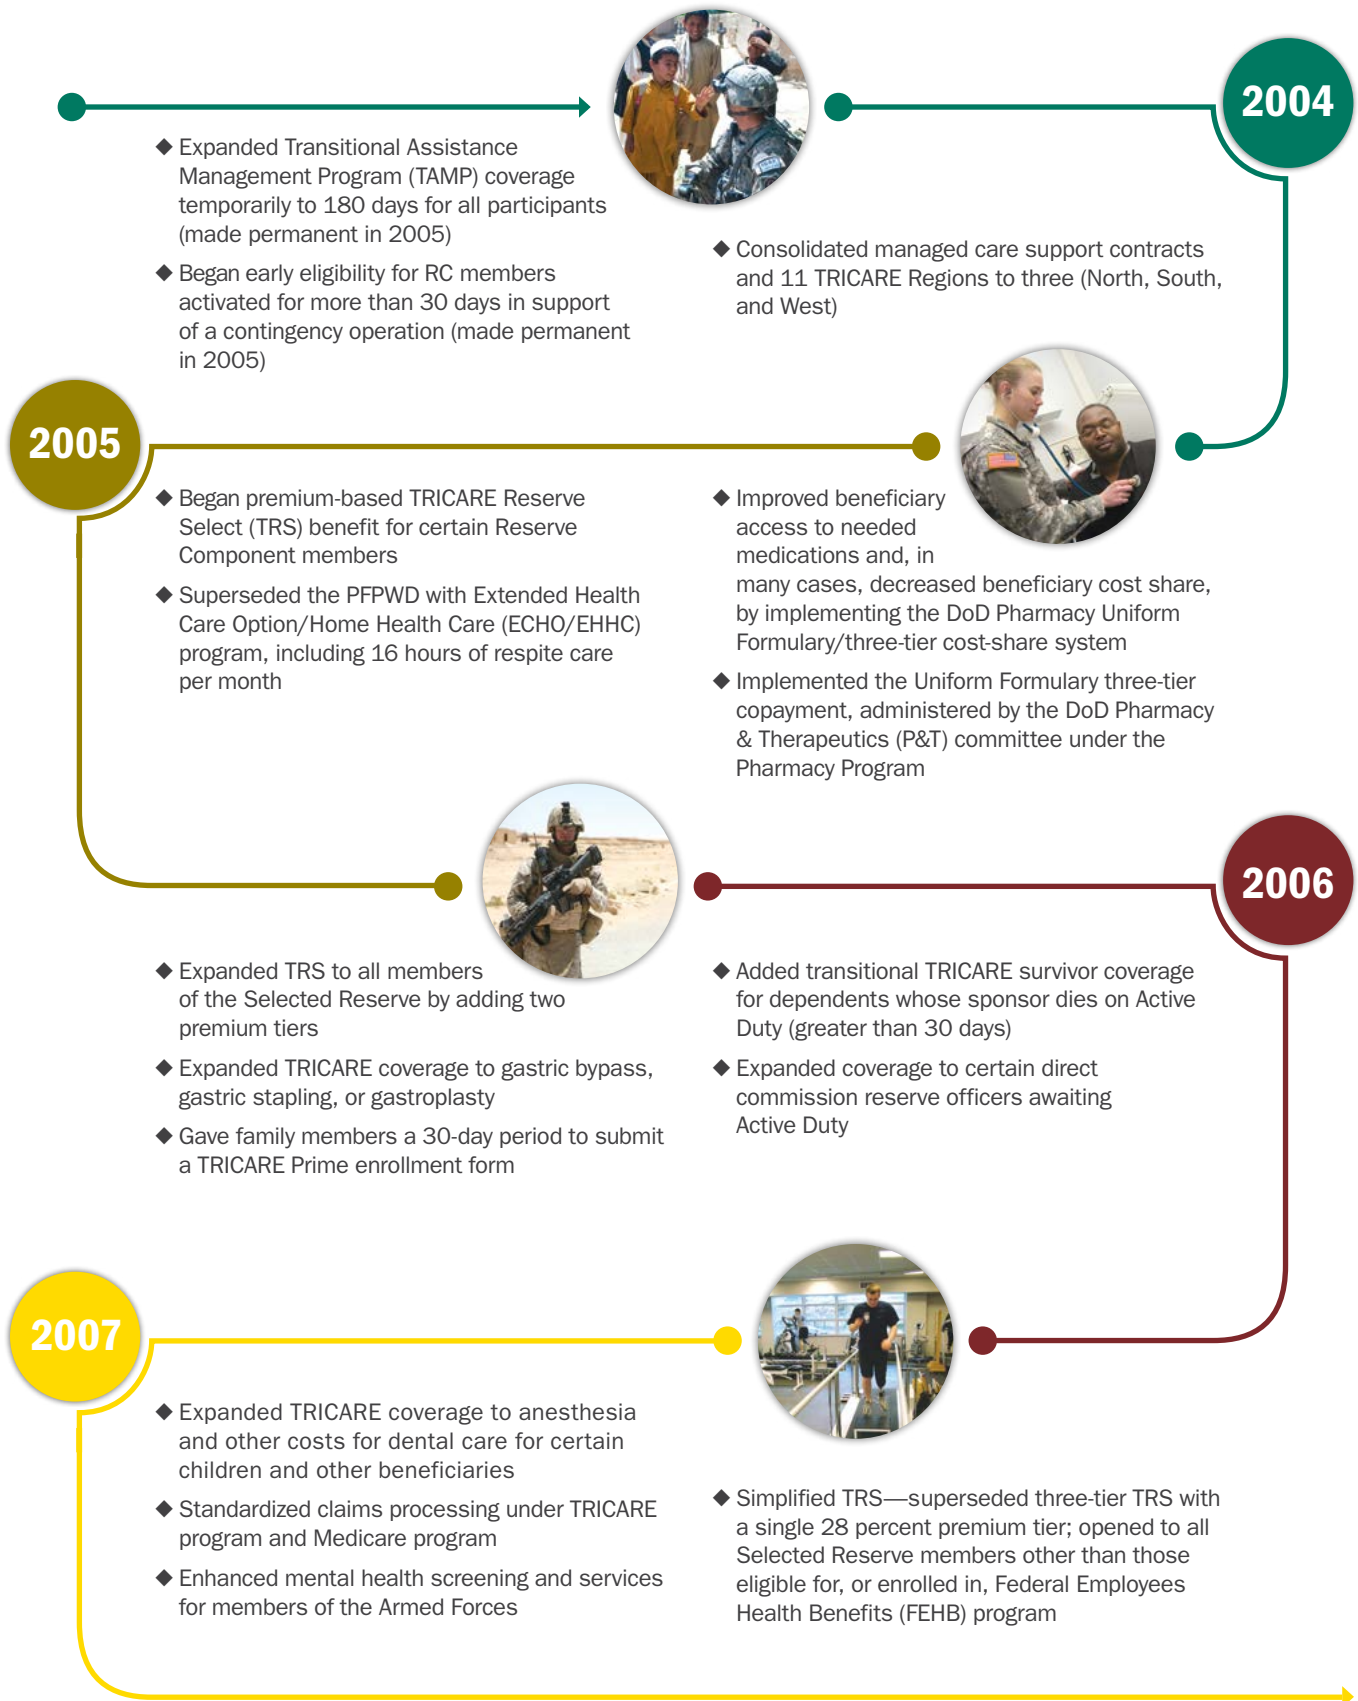 2004
◆ Expanded Transitional Assistance
Management Program (TAMP) coverage
temporarily to 180 days for all participants
(made permanent in 2005)
◆ Began early eligibility for RC members
activated for more than 30 days in support
of a contingency operation (made permanent
in 2005)
◆ Consolidated managed care support contracts
and 11 TRICARE Regions to three (North, South,
and West)
2005
◆ Began premium-based TRICARE Reserve
Select (TRS) benefit for certain Reserve
Component members
◆ Superseded the PFPWD with Extended Health
Care Option/Home Health Care (ECHO/EHHC)
program, including 16 hours of respite care
per month
◆ Improved beneficiary
access to needed
medications and, in
many cases, decreased beneficiary cost share,
by implementing the DoD Pharmacy Uniform
Formulary/three-tier cost-share system
◆ Implemented the Uniform Formulary three-tier
copayment, administered by the DoD Pharmacy
& Therapeutics (P&T) committee under the
Pharmacy Program
2006
◆ Expanded TRS to all members
of the Selected Reserve by adding two
premium tiers
◆ Expanded TRICARE coverage to gastric bypass,
gastric stapling, or gastroplasty
◆ Gave family members a 30-day period to submit
a TRICARE Prime enrollment form
◆ Added transitional TRICARE survivor coverage
for dependents whose sponsor dies on Active
Duty (greater than 30 days)
◆ Expanded coverage to certain direct
commission reserve officers awaiting
Active Duty
2007
◆ Expanded TRICARE coverage to anesthesia
and other costs for dental care for certain
children and other beneficiaries
◆ Standardized claims processing under TRICARE
program and Medicare program
◆ Enhanced mental health screening and services
for members of the Armed Forces
◆ Simplified TRS—superseded three-tier TRS with
a single 28 percent premium tier; opened to all
Selected Reserve members other than those
eligible for, or enrolled in, Federal Employees
Health Benefits (FEHB) program